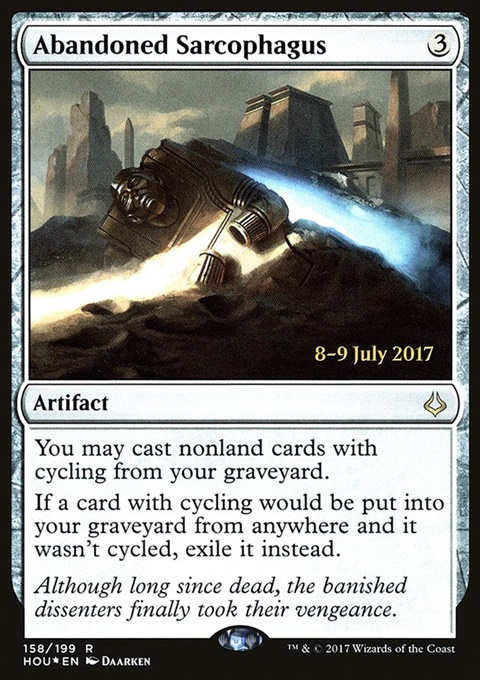 Abandoned Sarcophagus 3
8–9 July 2017
Artifact
You may cast nonland cards with
cycling from your graveyard.
If a card with cycling would be put into
your graveyard from anywhere and it
wasn't cycled, exile it instead.
Although long since dead, the banished
dissenters finally took their vengeance.
158/199 R
HOU★EN Daarken
™ & © 2017 Wizards of the Coast